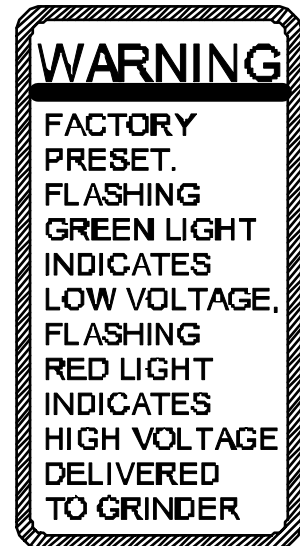 WARNING
FACTORY
PRESET.
FLASHING
GREEN LIGHT
INDICATES
LOW VOLTAGE,
FLASHING
RED LIGHT
INDICATES
HIGH VOLTAGE
DELIVERED
TO GRINDER